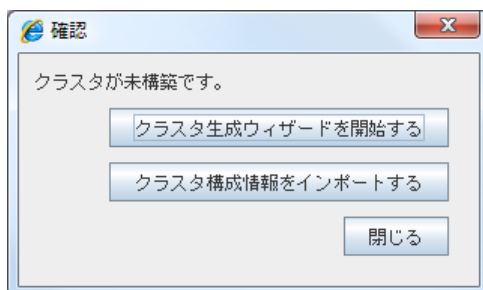 確認
クラスタが未構築です。
クラスタ生成ウィザードを開始する
クラスタ構成情報をインポートする
閉じる